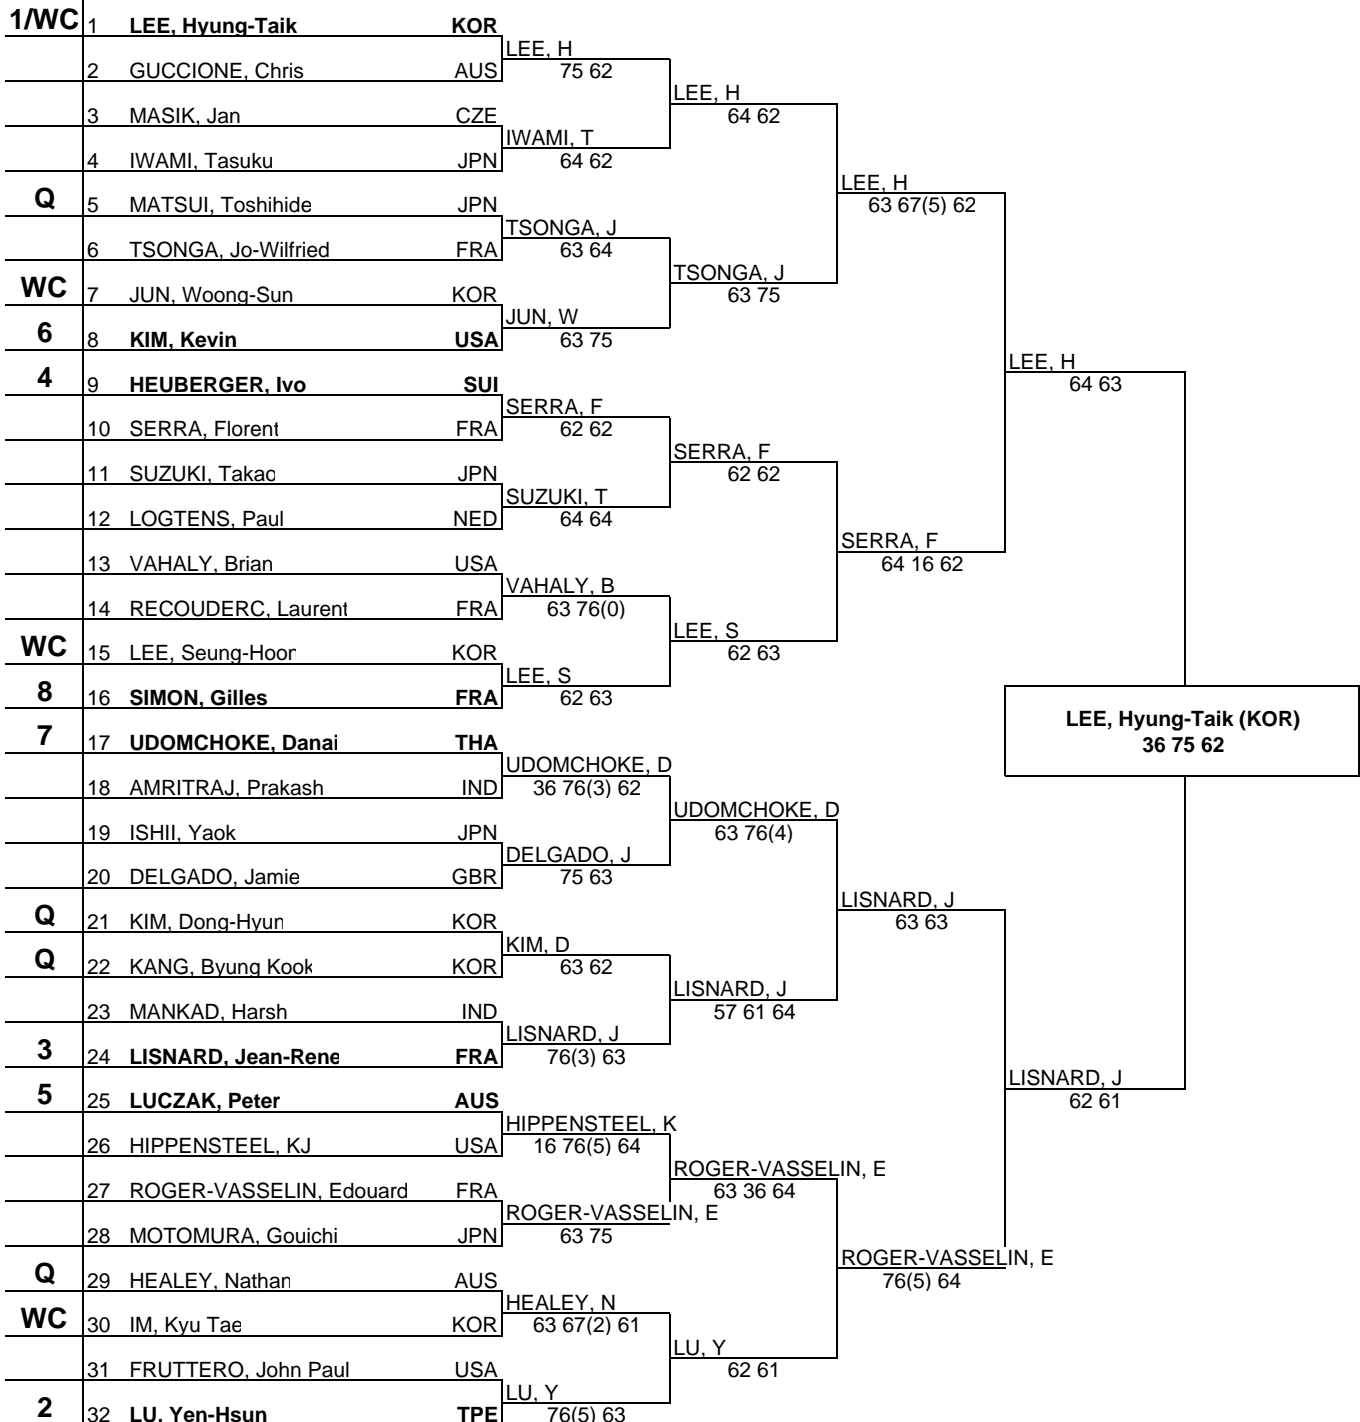 1/WC 1 LEE, Hyung-Taik KOR
LEE, H
2 GUCCIONE, Chris AUS 75 62
LEE, H
3 MASIK, Jan CZE 64 62
IWAMI, T
4 IWAMI, Tasuku JPN 64 62
LEE, H
Q 5 MATSUI, Toshihide JPN 63 67(5) 62
TSONGA, J
6 TSONGA, Jo-Wilfried FRA 63 64
TSONGA, J
WC 7 JUN, Woong-Sun KOR 63 75
JUN, W
6 8 KIM, Kevin USA 63 75
LEE, H
4 9 HEUBERGER, Ivo SUI 64 63
SERRA, F
10 SERRA, Florent FRA 62 62
SERRA, F
11 SUZUKI, Takao JPN 62 62
SUZUKI, T
12 LOGTENS, Paul NED 64 64
SERRA, F
13 VAHALY, Brian USA 64 16 62
VAHALY, B
14 RECOUDERC, Laurent FRA 63 76(0)
LEE, S
WC 15 LEE, Seung-Hoon KOR 62 63
LEE, S
8 16 SIMON, Gilles FRA 62 63
LEE, Hyung-Taik (KOR)
36 75 62
7 17 UDOMCHOKE, Danai THA
UDOMCHOKE, D
18 AMRITRAJ, Prakash IND 36 76(3) 62
UDOMCHOKE, D
19 ISHII, Yaok JPN 63 76(4)
DELGADO, J
20 DELGADO, Jamie GBR 75 63
LISNARD, J
Q 21 KIM, Dong-Hyun KOR 63 63
KIM, D
Q 22 KANG, Byung Kook KOR 63 62
LISNARD, J
23 MANKAD, Harsh IND 57 61 64
LISNARD, J
3 24 LISNARD, Jean-Rene FRA 76(3) 63
LISNARD, J
5 25 LUCZAK, Peter AUS 62 61
HIPPENSTEEL, K
26 HIPPENSTEEL, KJ USA 16 76(5) 64
ROGER-VASSELIN, E
27 ROGER-VASSELIN, Edouard FRA 63 36 64
ROGER-VASSELIN, E
28 MOTOMURA, Gouichi JPN 63 75
ROGER-VASSELIN, E
Q 29 HEALEY, Nathan AUS 76(5) 64
HEALEY, N
WC 30 IM, Kyu Tae KOR 63 67(2) 61
LU, Y
31 FRUTTERO, John Paul USA 62 61
LU, Y
2 32 LU, Yen-Hsun TPE 76(5) 63